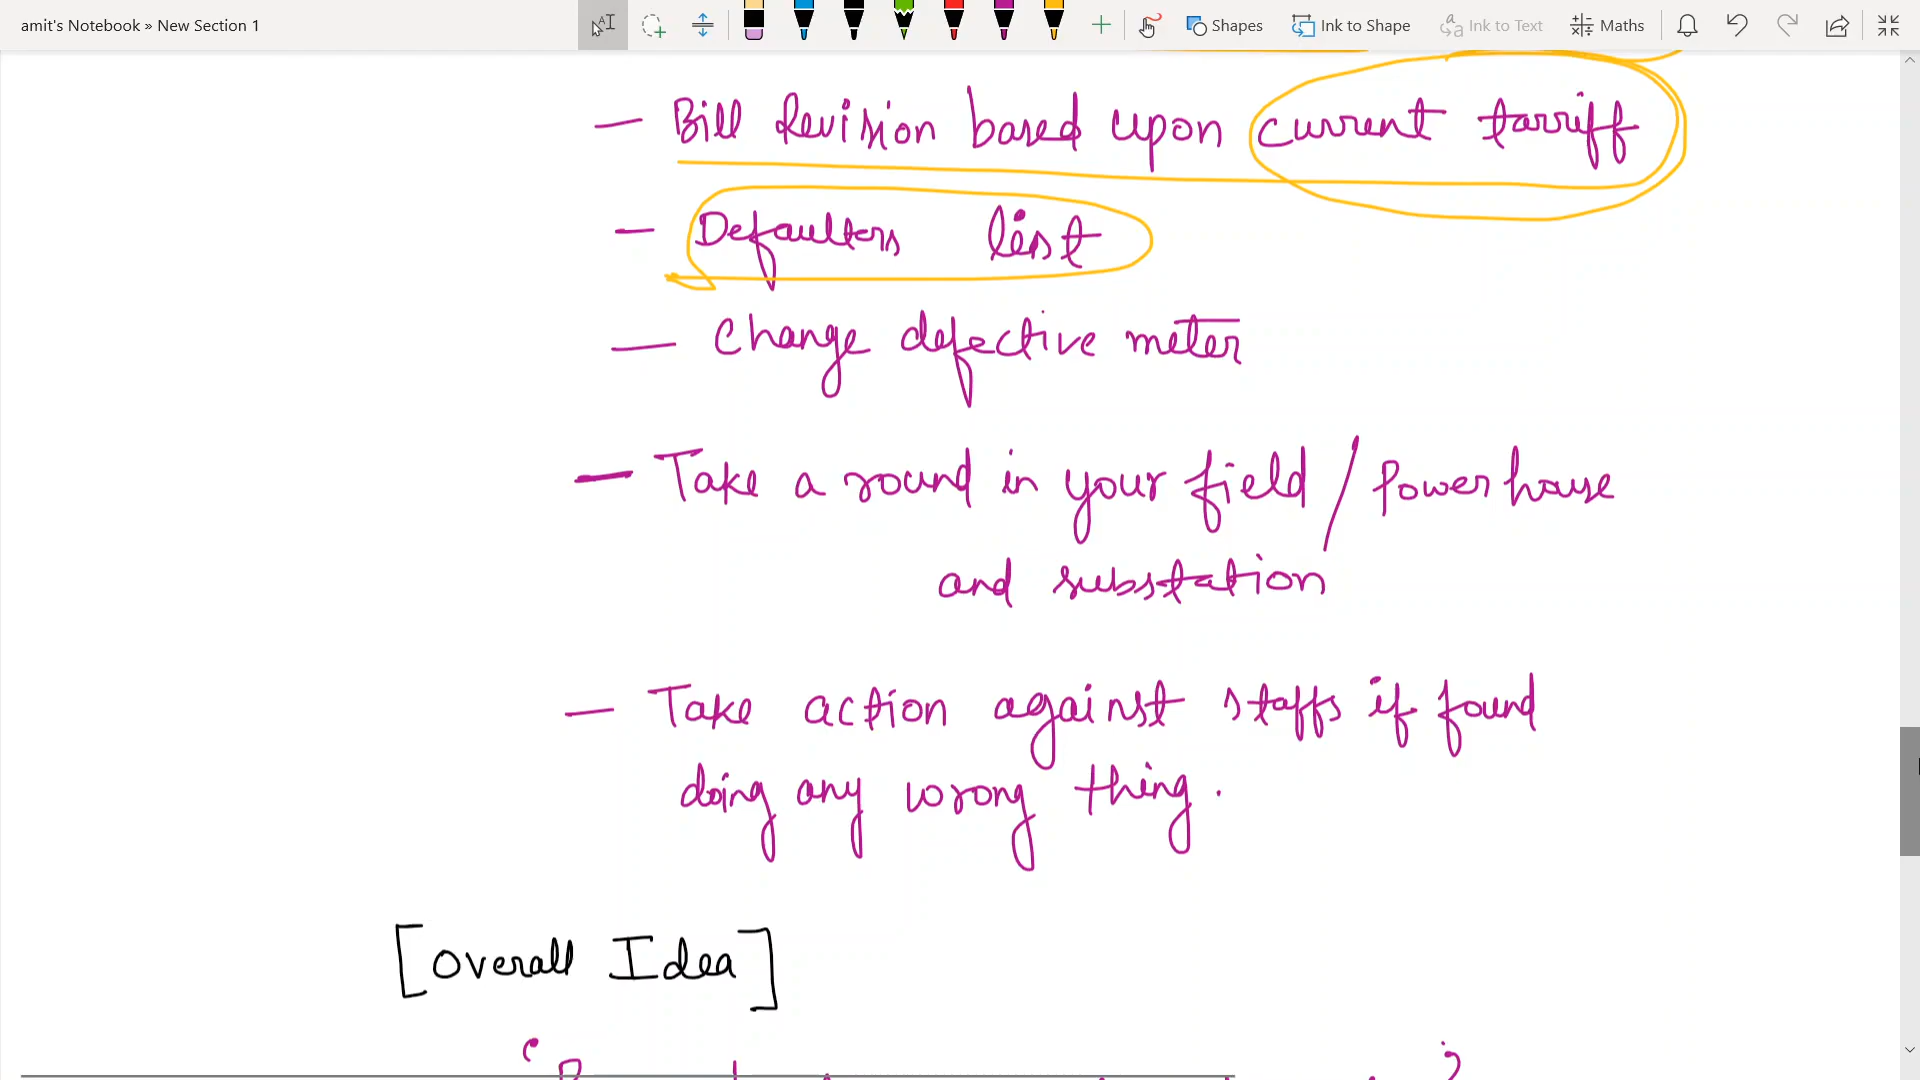 amit's Notebook » New Section 1
Shapes
Ink to Shape
Ink to Text
Maths
— Bill Revision based upon current tarriff
— Defaulters list
— Change defective meter
— Take a round in your field / Power house
and substation
— Take action against staffs if found
doing any wrong thing.
[Overall Idea]